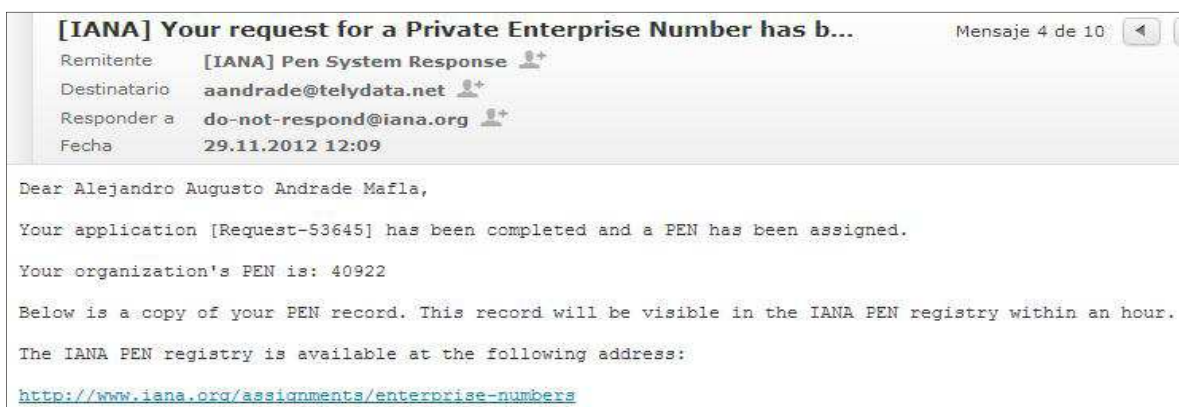 [IANA] Your request for a Private Enterprise Number has b... Mensaje 4 de 10
Remitente [IANA] Pen System Response
Destinatario aandrade@telydata.net
Responder a do-not-respond@iana.org
Fecha 29.11.2012 12:09
Dear Alejandro Augusto Andrade Mafla,
Your application [Request-53645] has been completed and a PEN has been assigned.
Your organization's PEN is: 40922
Below is a copy of your PEN record. This record will be visible in the IANA PEN registry within an hour.
The IANA PEN registry is available at the following address:
http://www.iana.org/assignments/enterprise-numbers